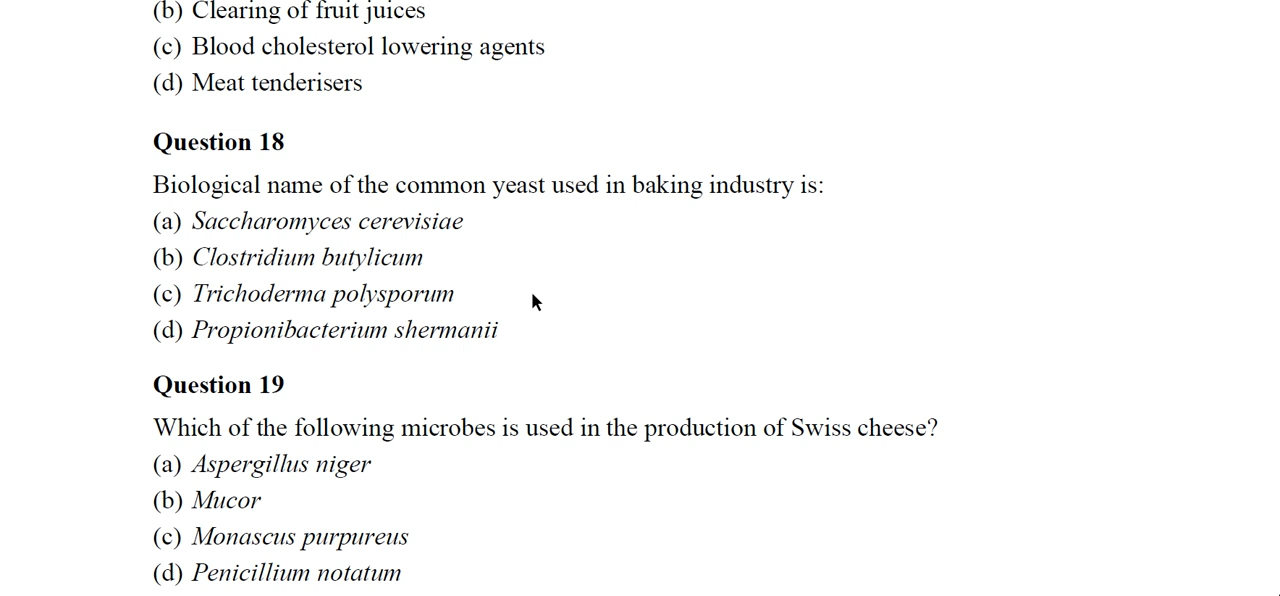 (b) Clearing of fruit juices
(c) Blood cholesterol lowering agents
(d) Meat tenderisers
Question 18
Biological name of the common yeast used in baking industry is:
(a) Saccharomyces cerevisiae
(b) Clostridium butylicum
(c) Trichoderma polysporum
(d) Propionibacterium shermanii
Question 19
Which of the following microbes is used in the production of Swiss cheese?
(a) Aspergillus niger
(b) Mucor
(c) Monascus purpureus
(d) Penicillium notatum